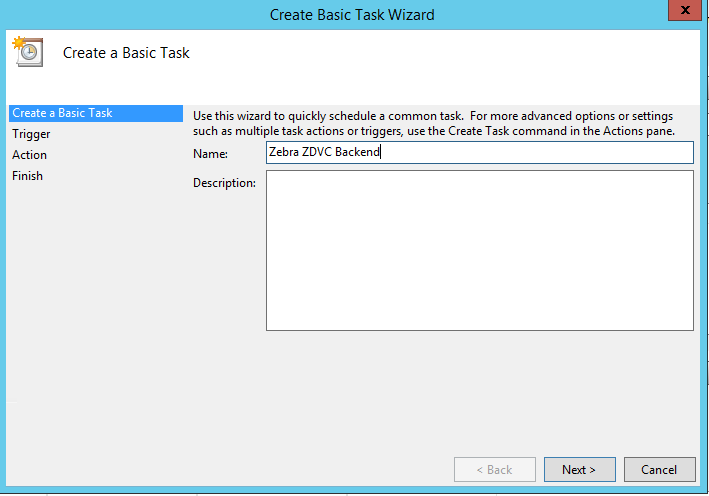 Create Basic Task Wizard
x
Create a Basic Task
Create a Basic Task
Trigger
Action
Finish
Use this wizard to quickly schedule a common task.  For more advanced options or settings
such as multiple task actions or triggers, use the Create Task command in the Actions pane.
Name:
Zebra ZDVC Backend
Description:
< Back
Next >
Cancel